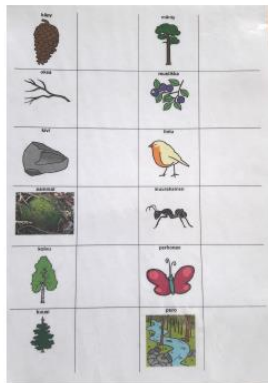 käpy
mänty
oksa
mustikka
kivi
lintu
sammal
muurahainen
koivu
perhonen
kuusi
puro